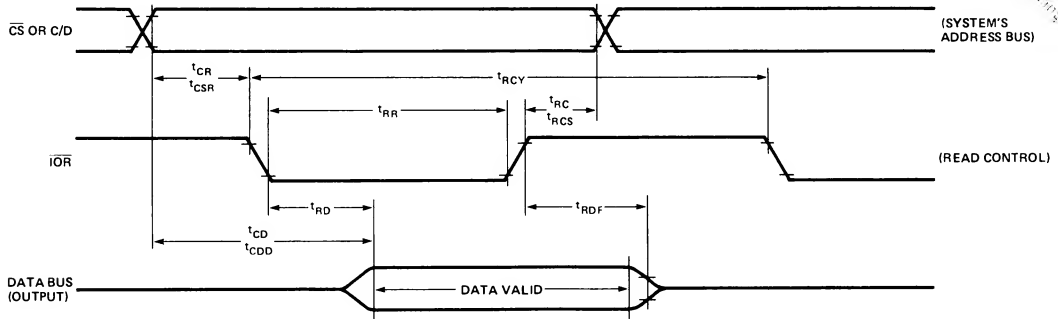 CS OR C/D
(SYSTEM'S
ADDRESS BUS)
tCR
tCSR
tRCY
tRR
tRC
tRCS
IOR
(READ CONTROL)
tRD
tRDF
tCD
tCDD
DATA BUS
(OUTPUT)
DATA VALID